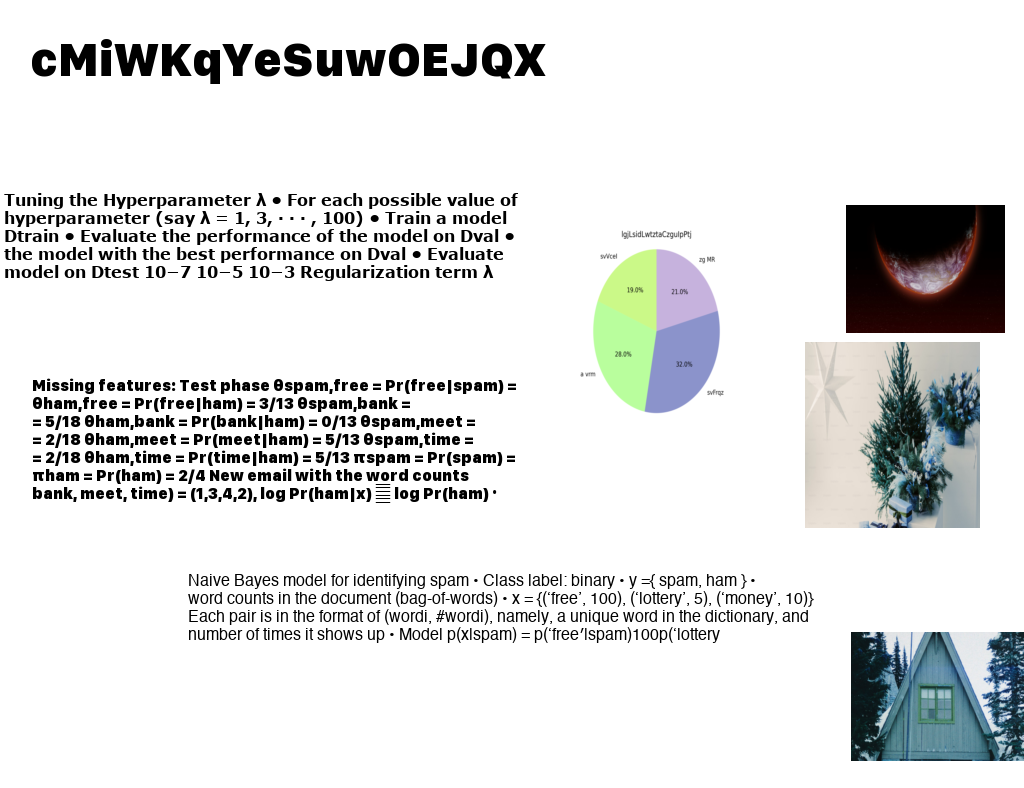 cMiWKqYeSuwOEJQX
Tuning the Hyperparameter λ • For each possible value of
hyperparameter (say λ = 1, 3, · · · , 100) • Train a model
Dtrain • Evaluate the performance of the model on Dval •
the model with the best performance on Dval • Evaluate
model on Dtest 10−7 10−5 10−3 Regularization term λ
lgjLsidLwtztaCzgulpPtj
svVcel
zg MR
19.0%
21.0%
28.0%
32.0%
a vrm
svFrqz
Missing features: Test phase θspam,free = Pr(free|spam) =
θham,free = Pr(free|ham) = 3/13 θspam,bank =
= 5/18 θham,bank = Pr(bank|ham) = 0/13 θspam,meet =
= 2/18 θham,meet = Pr(meet|ham) = 5/13 θspam,time =
= 2/18 θham,time = Pr(time|ham) = 5/13 πspam = Pr(spam) =
πham = Pr(ham) = 2/4 New email with the word counts
bank, meet, time) = (1,3,4,2), log Pr(ham|x) log Pr(ham) ·
Naive Bayes model for identifying spam • Class label: binary • y ={ spam, ham } •
word counts in the document (bag-of-words) • x = {(‘free’, 100), (‘lottery’, 5), (‘money’, 10)}
Each pair is in the format of (wordi, #wordi), namely, a unique word in the dictionary, and
number of times it shows up • Model p(x|spam) = p(‘free′|spam)100p(‘lottery